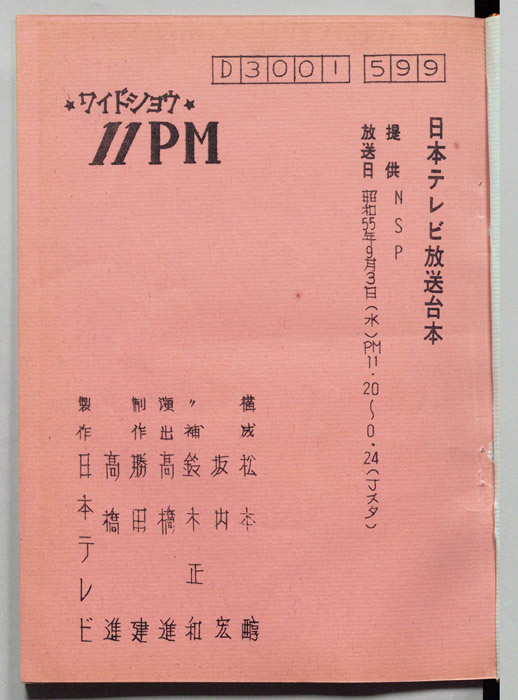 D3001 599
★ワイドショウ★
11PM
日本テレビ放送台本
提供 NSP
放送日 昭和55年9月3日(水)PM11.20〜0.24(Jスタ)
構成 松本 醇
坂内 宏
〃補 鈴木正和
演出 高橋 進
制作 勝田 建
高橋 進
製作 日本テレビ